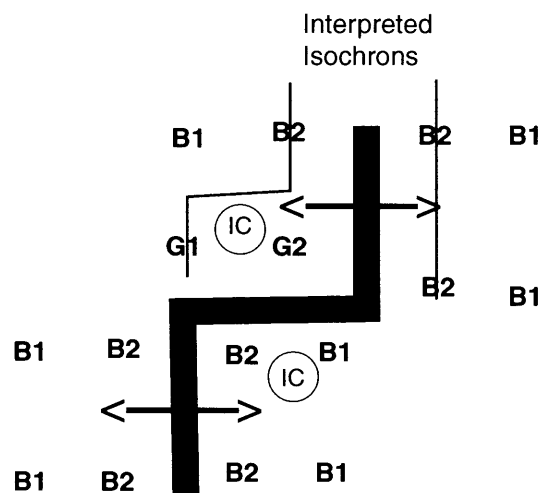 Interpreted
Isochrons
B1 B2 B2 B1
G1 IC G2
B2 B1
B1 B2 B2 B1
IC
B1 B2 B2 B1